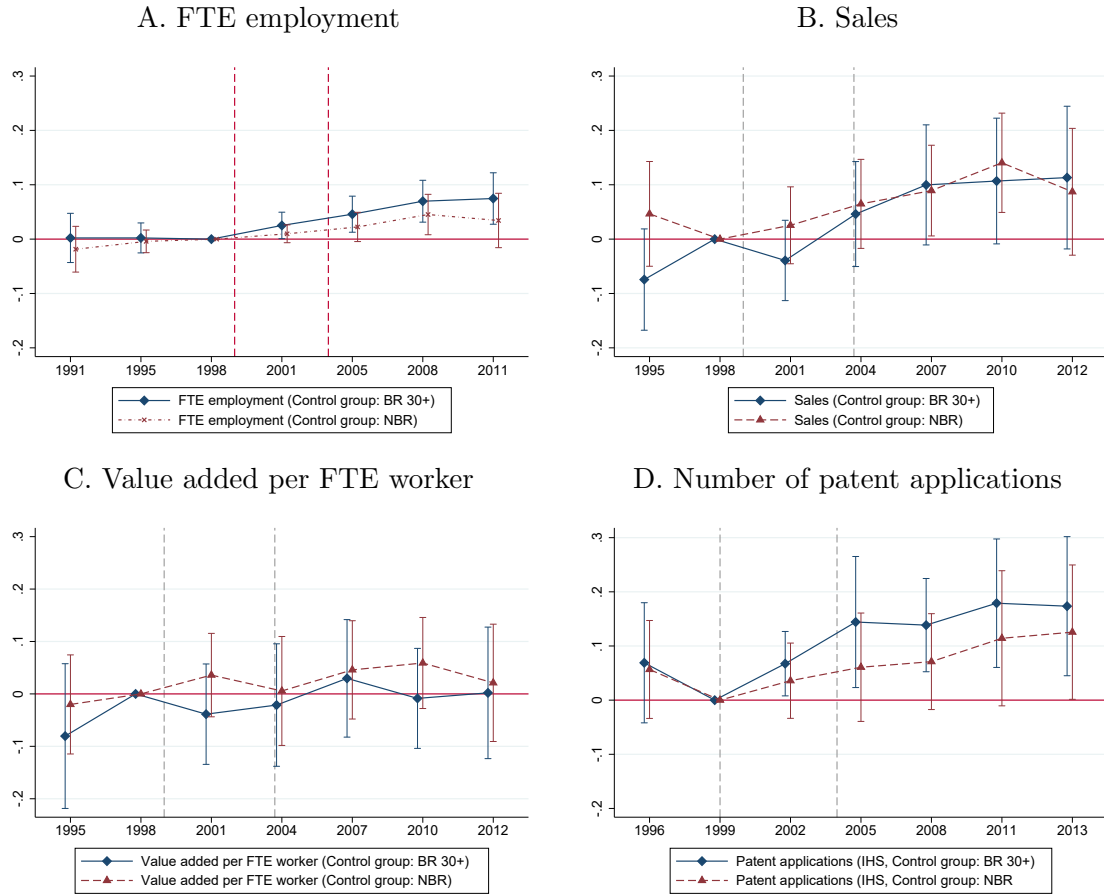 A. FTE employment
B. Sales
.3
.2
.1
0
-.1
-.2
1991 1995 1998 2001 2005 2008 2011
FTE employment (Control group: BR 30+)
FTE employment (Control group: NBR)
.3
.2
.1
0
-.1
-.2
1995 1998 2001 2004 2007 2010 2012
Sales (Control group: BR 30+)
Sales (Control group: NBR)
C. Value added per FTE worker
D. Number of patent applications
.3
.2
.1
0
-.1
-.2
1995 1998 2001 2004 2007 2010 2012
Value added per FTE worker (Control group: BR 30+)
Value added per FTE worker (Control group: NBR)
.3
.2
.1
0
-.1
-.2
1996 1999 2002 2005 2008 2011 2013
Patent applications (IHS, Control group: BR 30+)
Patent applications (IHS, Control group: NBR